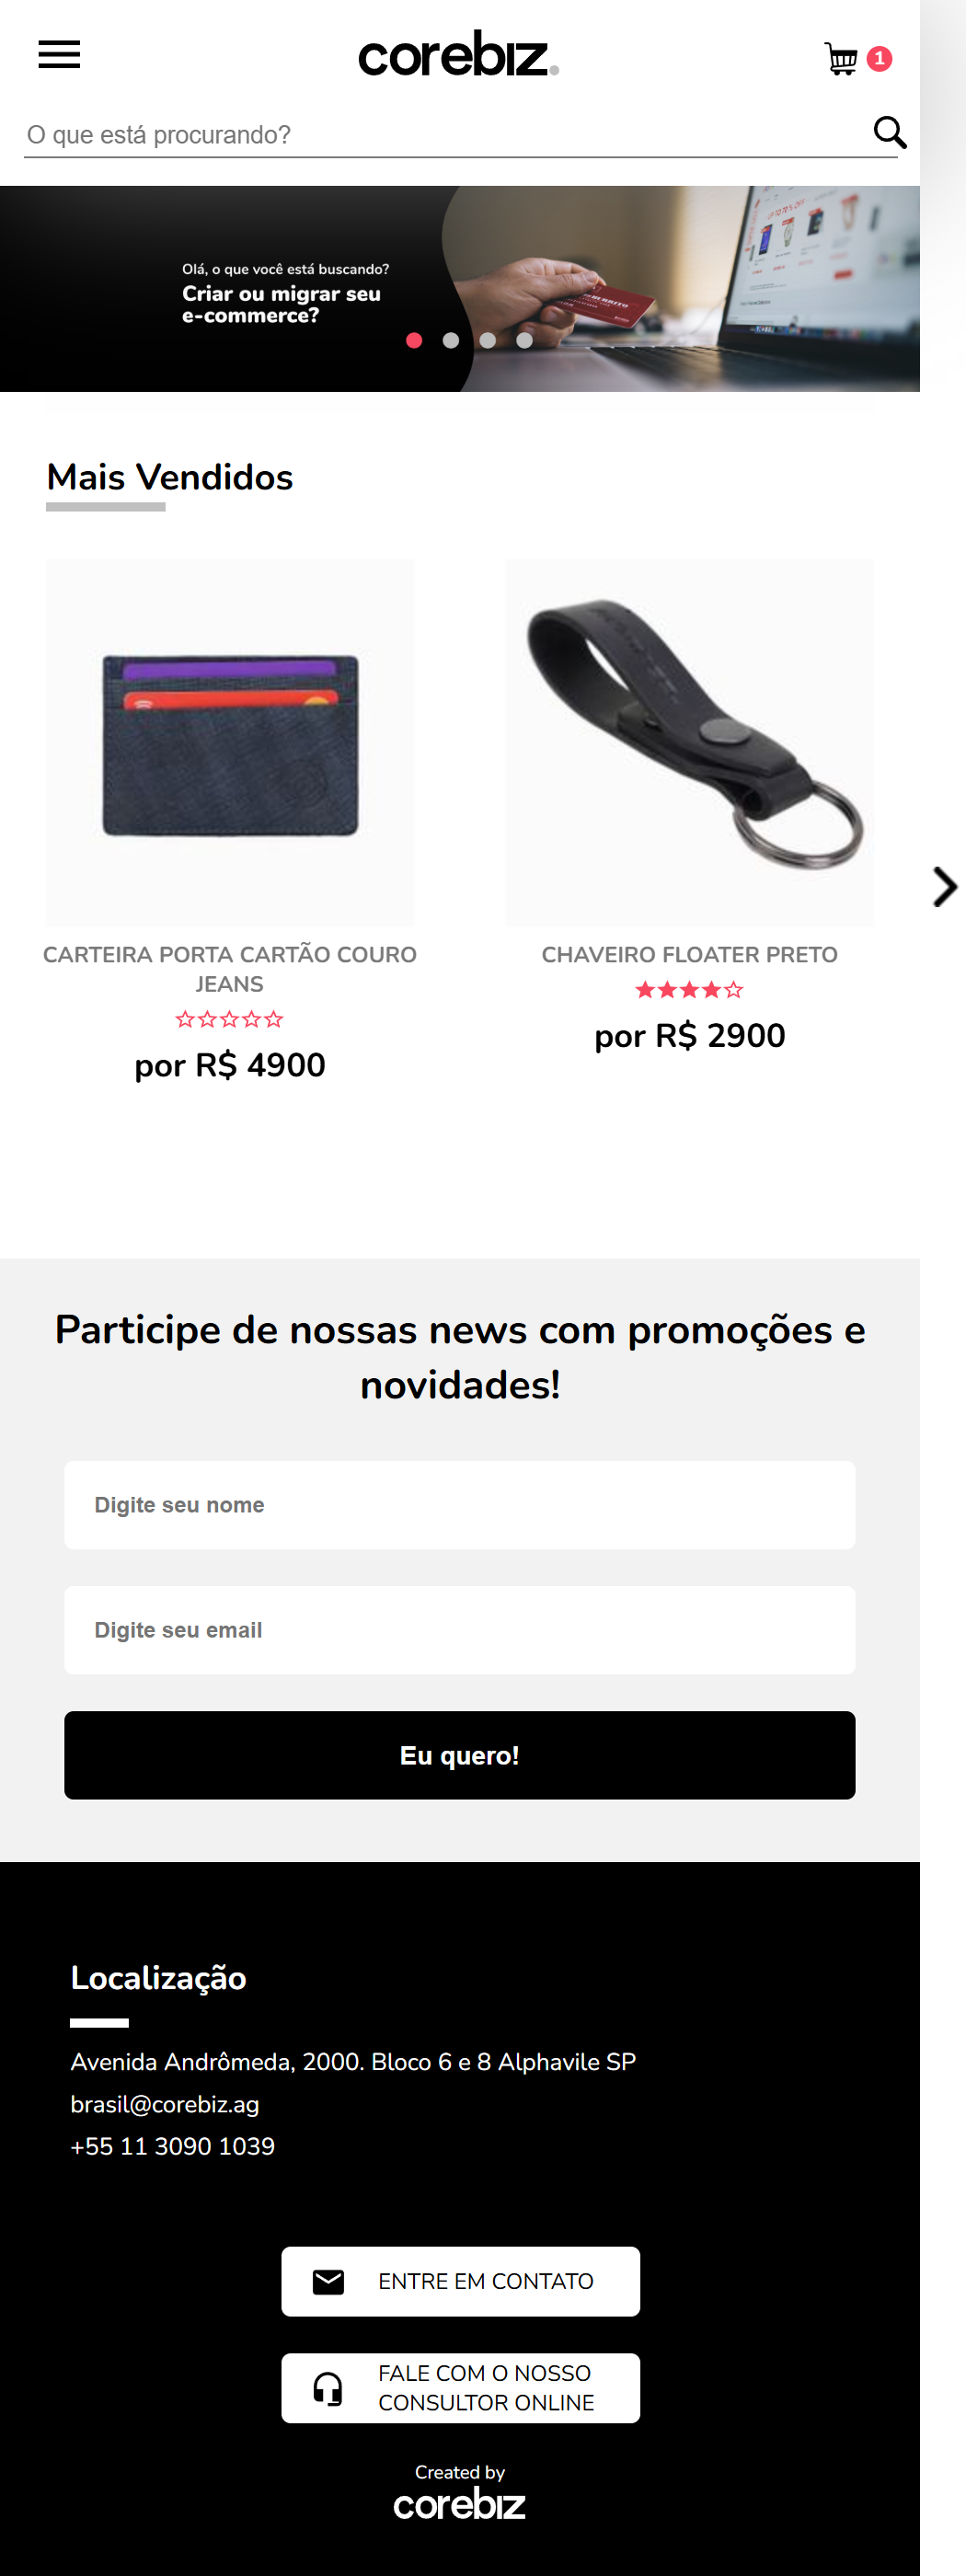 corebiz.
1
O que está procurando?
Olá, o que você está buscando?
Criar ou migrar seu
e-commerce?
Mais Vendidos
CARTEIRA PORTA CARTÃO COURO
JEANS
por R$ 4900
CHAVEIRO FLOATER PRETO
por R$ 2900
Participe de nossas news com promoções e
novidades!
Digite seu nome
Digite seu email
Eu quero!
Localização
Avenida Andrômeda, 2000. Bloco 6 e 8 Alphavile SP
brasil@corebiz.ag
+55 11 3090 1039
ENTRE EM CONTATO
FALE COM O NOSSO
CONSULTOR ONLINE
Created by
corebiz